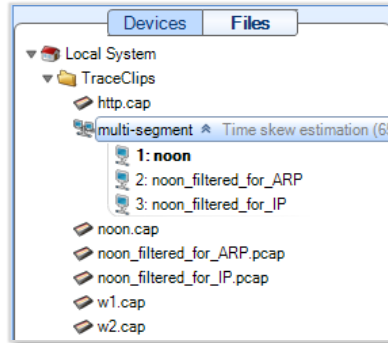 Devices Files
Local System
TraceClips
http.cap
multi-segment Time skew estimation
1: noon
2: noon_filtered_for_ARP
3: noon_filtered_for_IP
noon.cap
noon_filtered_for_ARP.pcap
noon_filtered_for_IP.pcap
w1.cap
w2.cap